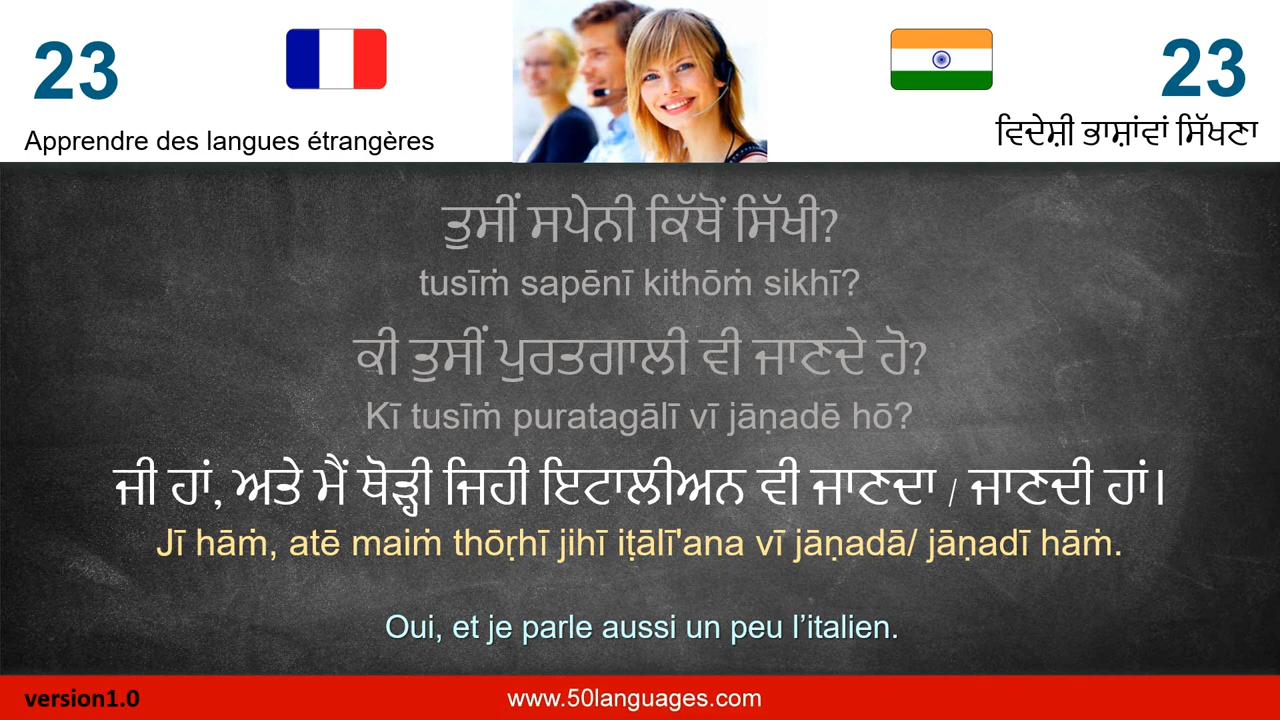 23
23
Apprendre des langues étrangères
ਵਿਦੇਸ਼ੀ ਭਾਸ਼ਾਂਵਾਂ ਸਿੱਖਣਾ
ਤੁਸੀਂ ਸਪੇਨੀ ਕਿੱਥੋਂ ਸਿੱਖੀ?
tusīṁ sapēnī kithōṁ sikhī?
ਕੀ ਤੁਸੀਂ ਪੁਰਤਗਾਲੀ ਵੀ ਜਾਣਦੇ ਹੋ?
Kī tusīṁ puratagālī vī jāṇadē hō?
ਜੀ ਹਾਂ, ਅਤੇ ਮੈਂ ਥੋੜ੍ਹੀ ਜਿਹੀ ਇਟਾਲੀਅਨ ਵੀ ਜਾਣਦਾ / ਜਾਣਦੀ ਹਾਂ।
Jī hāṁ, atē maiṁ thōṛhī jihī iṭālī'ana vī jāṇadā/ jāṇadī hāṁ.
Oui, et je parle aussi un peu l’italien.
version1.0
www.50languages.com